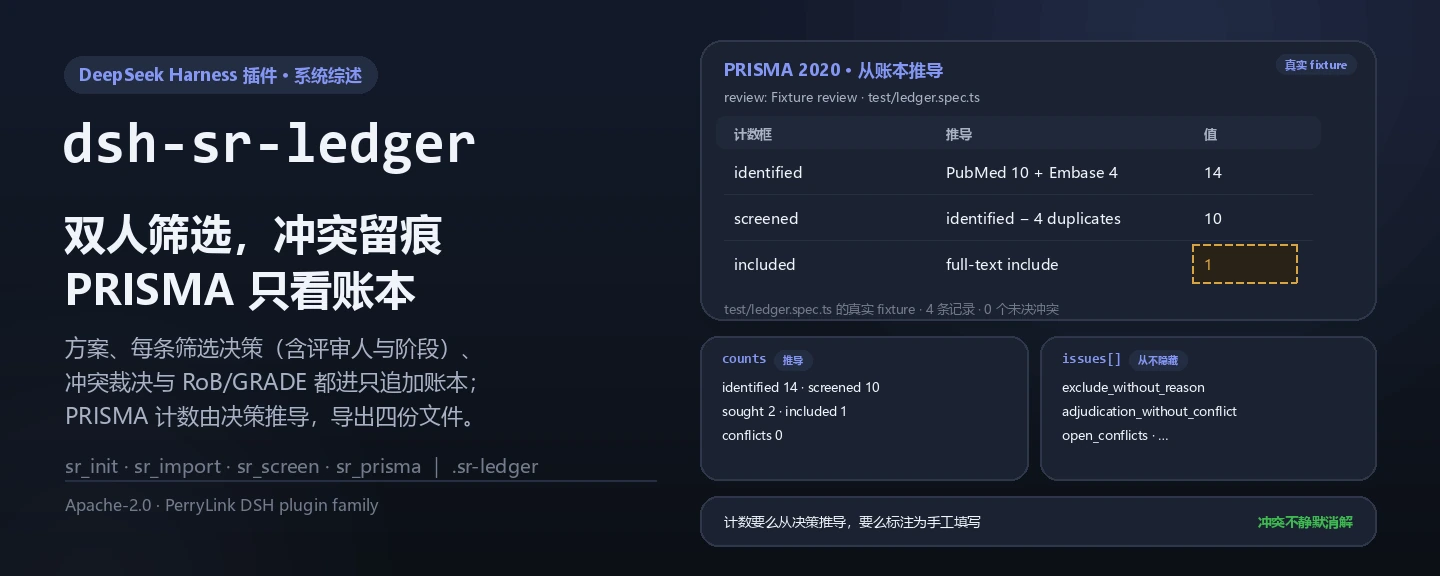 DeepSeek Harness 插件 • 系统综述
dsh-sr-ledger
双人筛选，冲突留痕
PRISMA 只看账本
方案、每条筛选决策（含评审人与阶段）、
冲突裁决与 RoB/GRADE 都进只追加账本；
PRISMA 计数由决策推导，导出四份文件。
sr_init · sr_import · sr_screen · sr_prisma | .sr-ledger
Apache-2.0 · PerryLink DSH plugin family
PRISMA 2020 • 从账本推导
真实 fixture
review: Fixture review · test/ledger.spec.ts
计数框 推导 值
identified PubMed 10 + Embase 4 14
screened identified − 4 duplicates 10
included full-text include 1
test/ledger.spec.ts 的真实 fixture · 4 条记录 · 0 个未决冲突
counts 推导
identified 14 · screened 10
sought 2 · included 1
conflicts 0
issues[] 从不隐藏
exclude_without_reason
adjudication_without_conflict
open_conflicts · …
计数要么从决策推导，要么标注为手工填写
冲突不静默消解